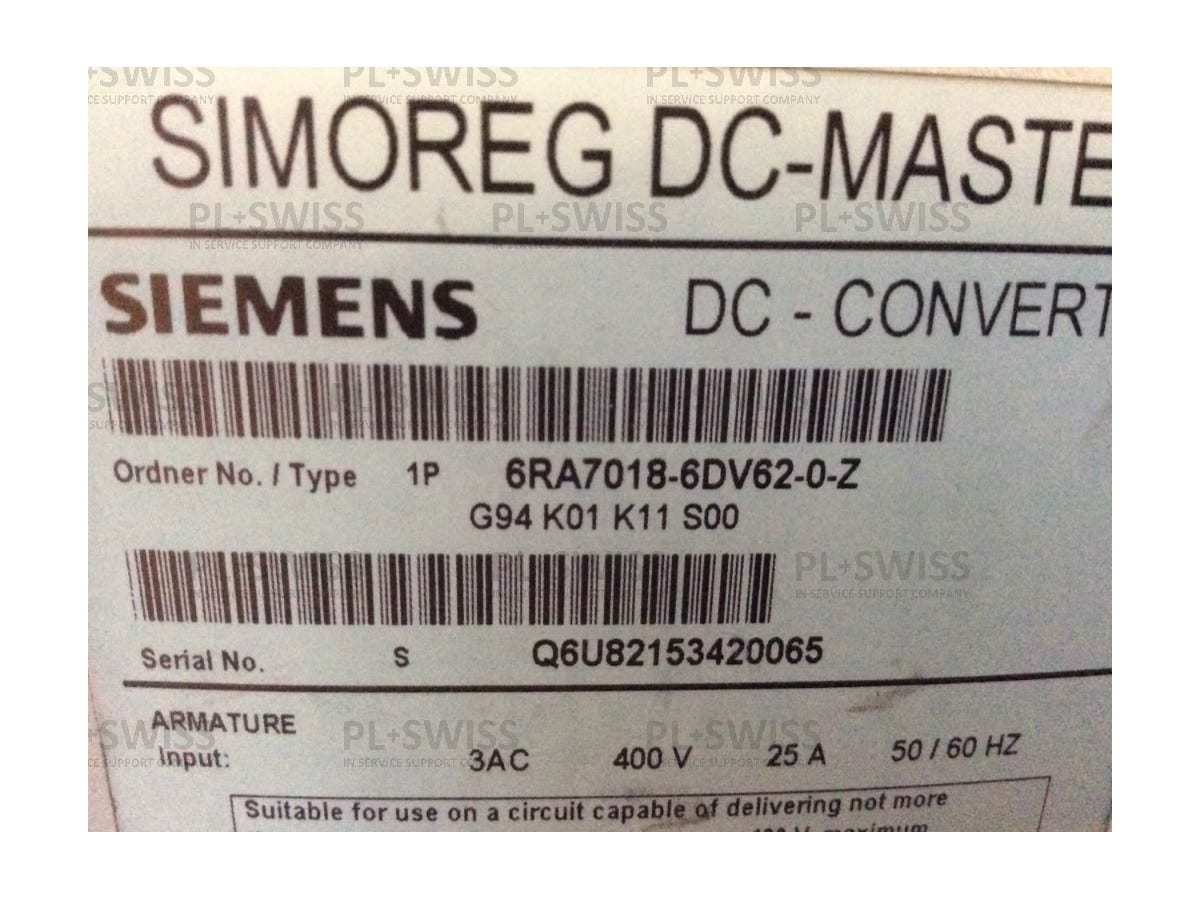 SIMOREG DC-MASTE
SIEMENS DC - CONVERT
Ordner No. / Type 1P 6RA7018-6DV62-0-Z
G94 K01 K11 S00
Serial No. S Q6U82153420065
ARMATURE
Input: 3AC 400 V 25 A 50 / 60 HZ
Suitable for use on a circuit capable of delivering not more
maximum
PL+SWISS
IN SERVICE SUPPORT COMPANY